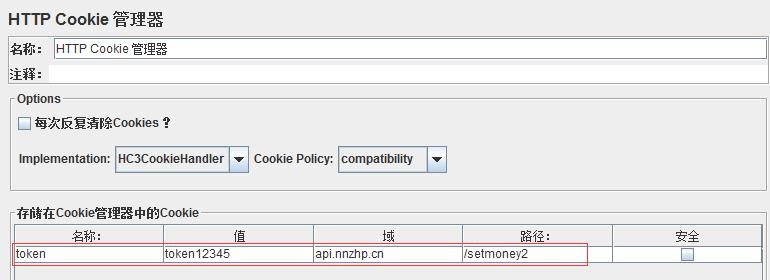 HTTP Cookie 管理器
名称： HTTP Cookie 管理器
注释：
Options
每次反复清除Cookies？
Implementation: HC3CookieHandler Cookie Policy: compatibility
存储在Cookie管理器中的Cookie
名称： 值 域 路径： 安全
token token12345 api.nnzhp.cn /setmoney2